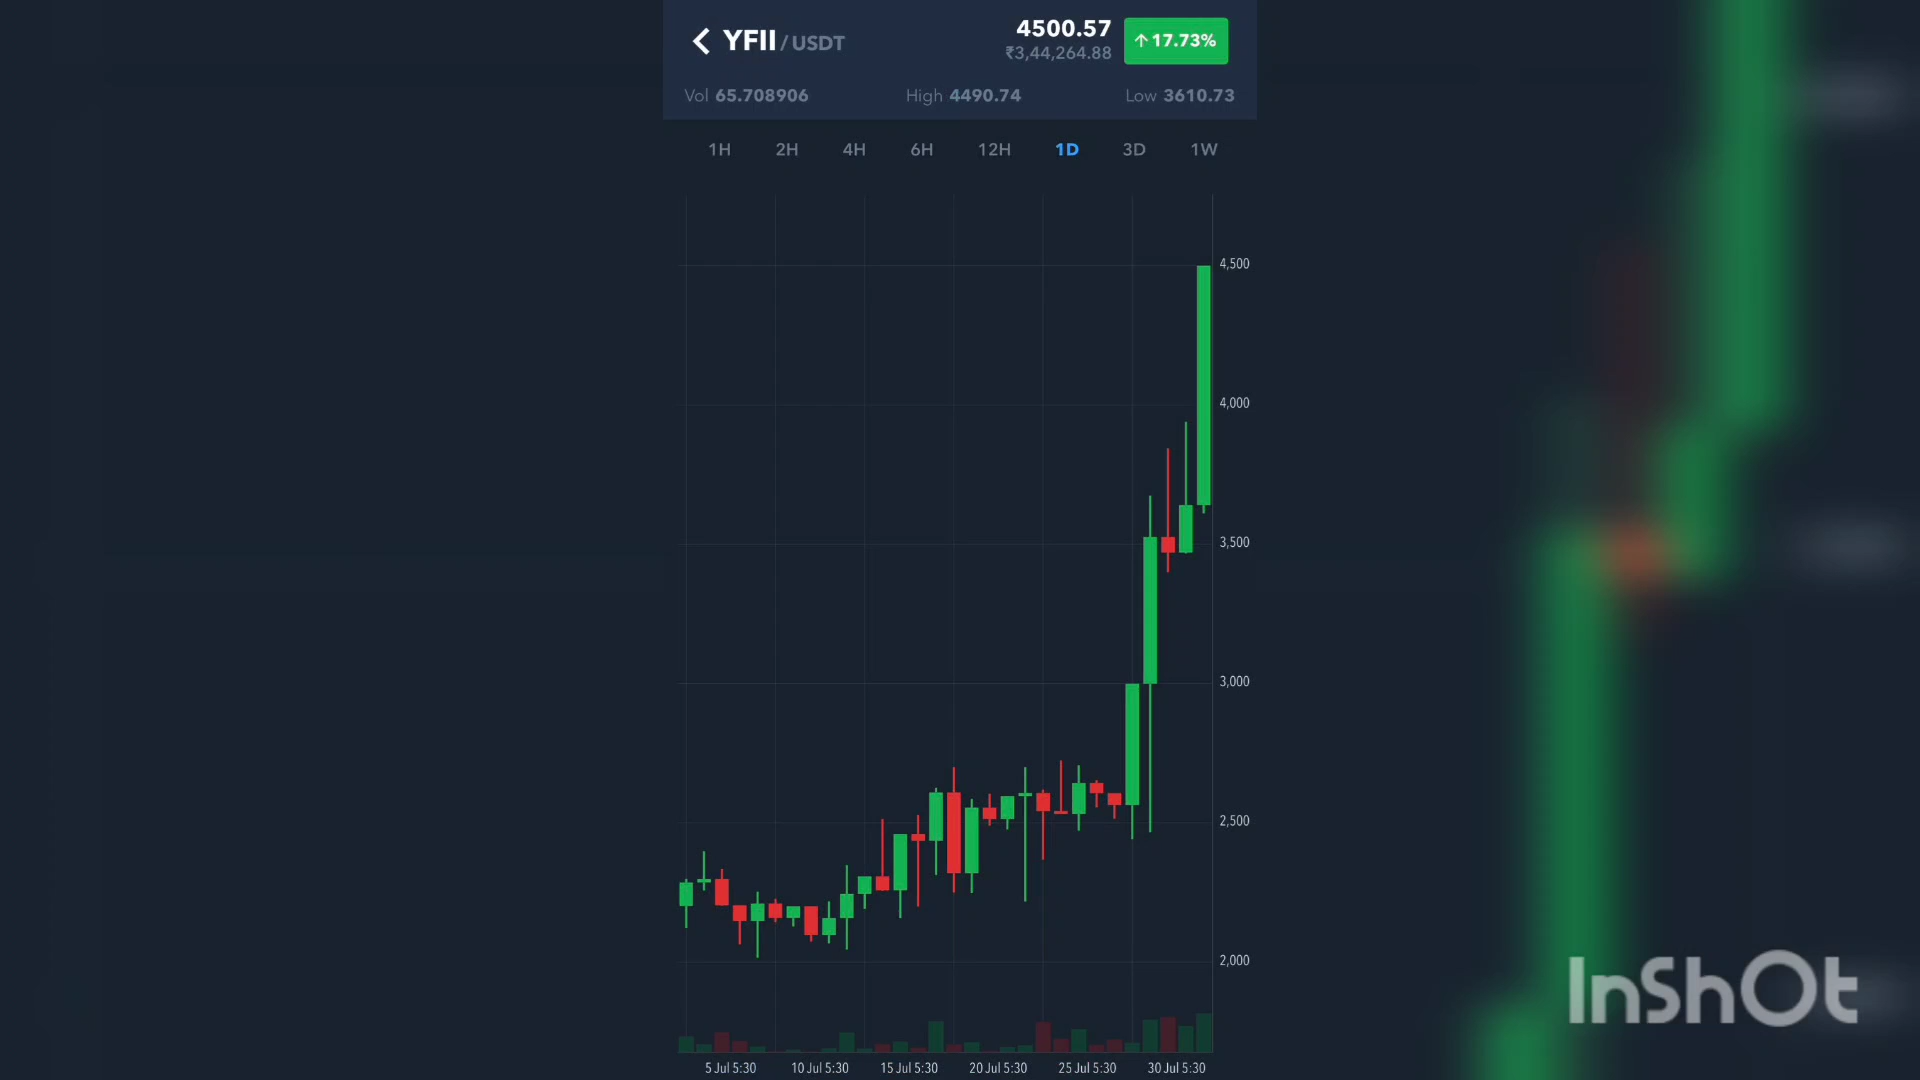 YFII/USDT
4500.57
₹3,44,264.88
↑17.73%
Vol 65.708906 High 4490.74 Low 3610.73
1H 2H 4H 6H 12H 1D 3D 1W
4,500
4,000
3,500
3,000
2,500
2,000
5 Jul 5:30 10 Jul 5:30 15 Jul 5:30 20 Jul 5:30 25 Jul 5:30 30 Jul 5:30
InShOt